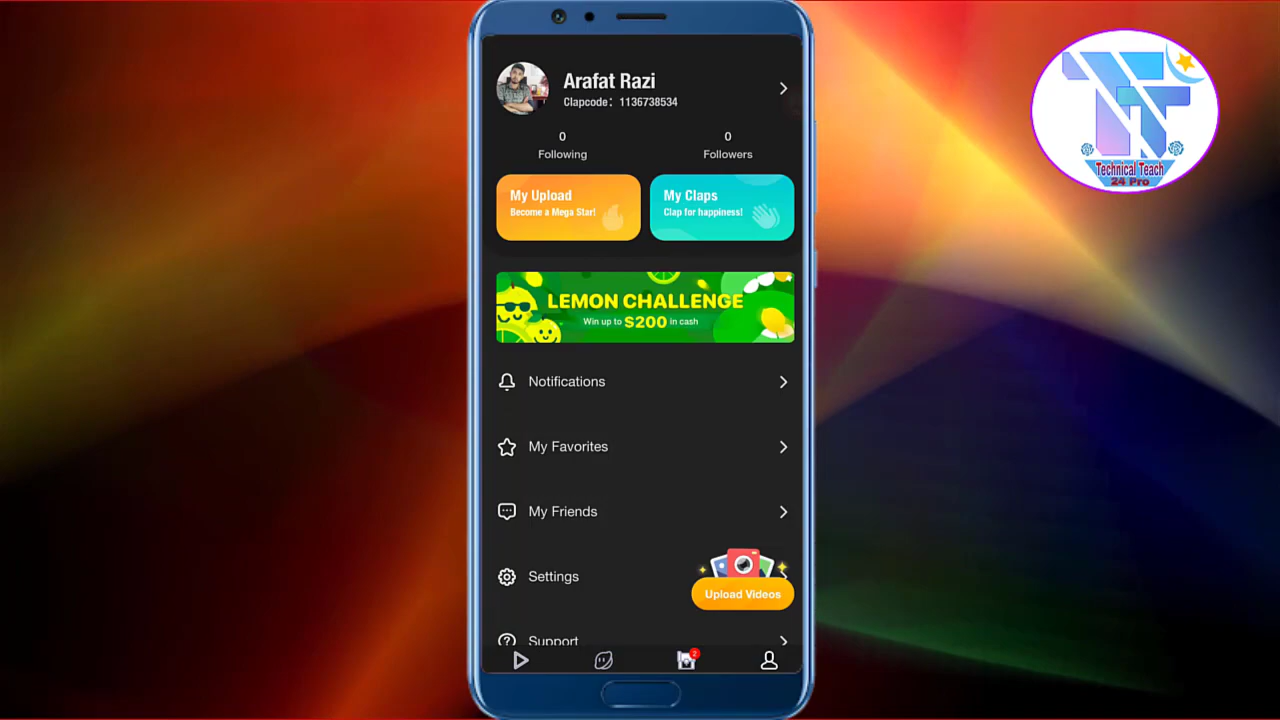 Arafat Razi
Clapcode: 1136738534
0
Following
0
Followers
My Upload
Become a Mega Star!
My Claps
Clap for happiness!
LEMON CHALLENGE
Win up to $200 in cash
Notifications
My Favorites
My Friends
Settings
Upload Videos
Support
2
TT
Technical Teach
24 Pro